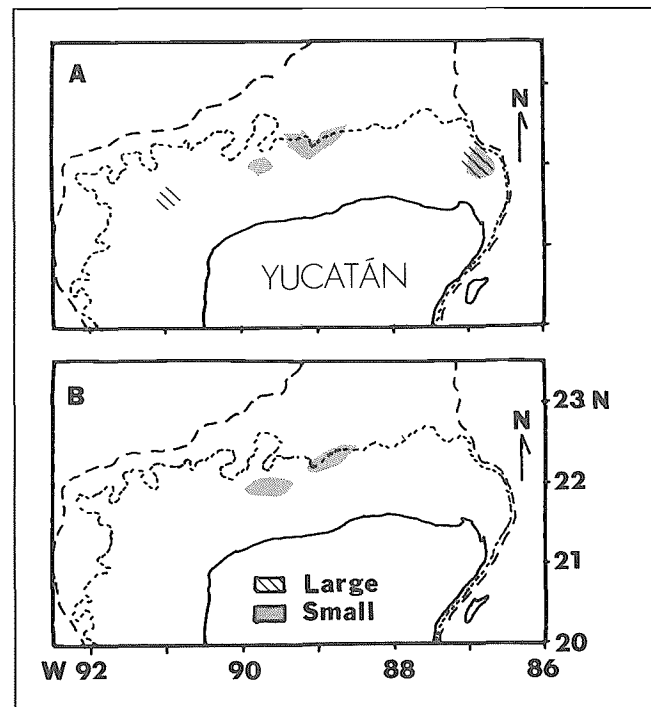 A
N
YUCATÁN
B
23 N
N
22
21
Large
Small
20
W 92 90 88 86